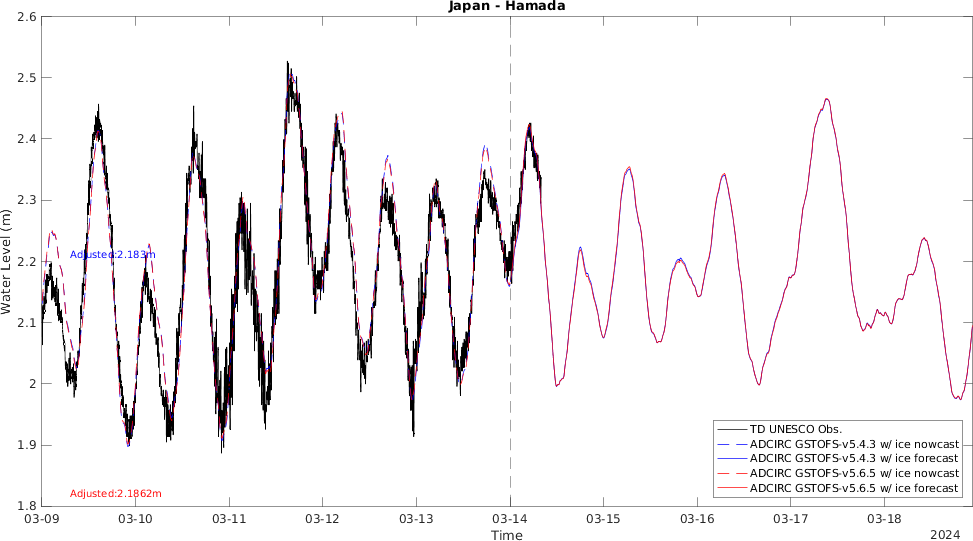 Japan - Hamada
2.6
2.5
2.4
2.3
2.2
2.1
2
1.9
1.8
Water Level (m)
Adjusted:2.183m
Adjusted:2.1862m
TD UNESCO Obs.
ADCIRC GSTOFS-v5.4.3 w/ ice nowcast
ADCIRC GSTOFS-v5.4.3 w/ ice forecast
ADCIRC GSTOFS-v5.6.5 w/ ice nowcast
ADCIRC GSTOFS-v5.6.5 w/ ice forecast
03-09 03-10 03-11 03-12 03-13 03-14 03-15 03-16 03-17 03-18
Time
2024